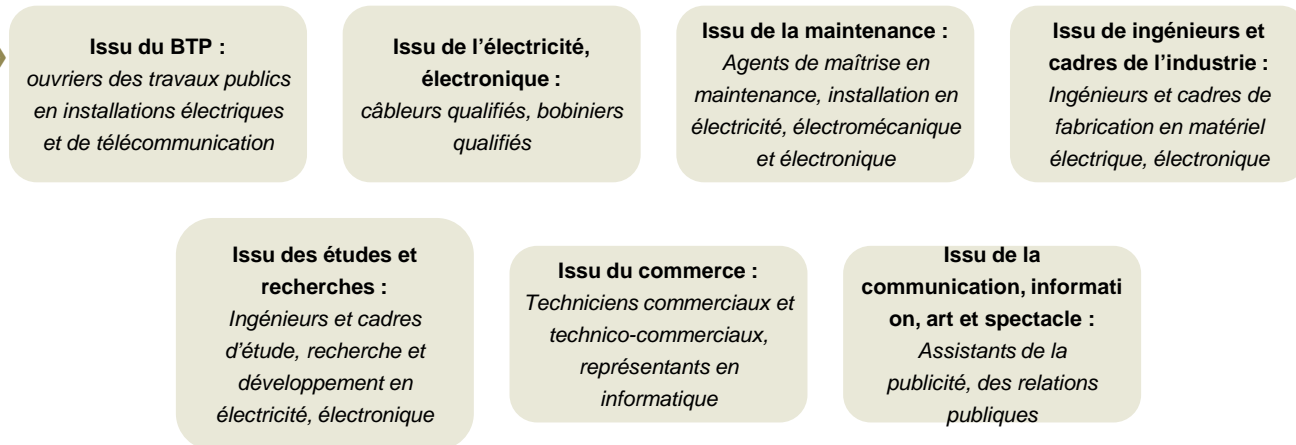 Issu du BTP :
ouvriers des travaux publics
en installations électriques
et de télécommunication
Issu de l’électricité,
électronique :
câbleurs qualifiés, bobiniers
qualifiés
Issu de la maintenance :
Agents de maîtrise en
maintenance, installation en
électricité, électromécanique
et électronique
Issu de ingénieurs et
cadres de l’industrie :
Ingénieurs et cadres de
fabrication en matériel
électrique, électronique
Issu des études et
recherches :
Ingénieurs et cadres
d’étude, recherche et
développement en
électricité, électronique
Issu du commerce :
Techniciens commerciaux et
technico-commerciaux,
représentants en
informatique
Issu de la
communication, informati
on, art et spectacle :
Assistants de la
publicité, des relations
publiques